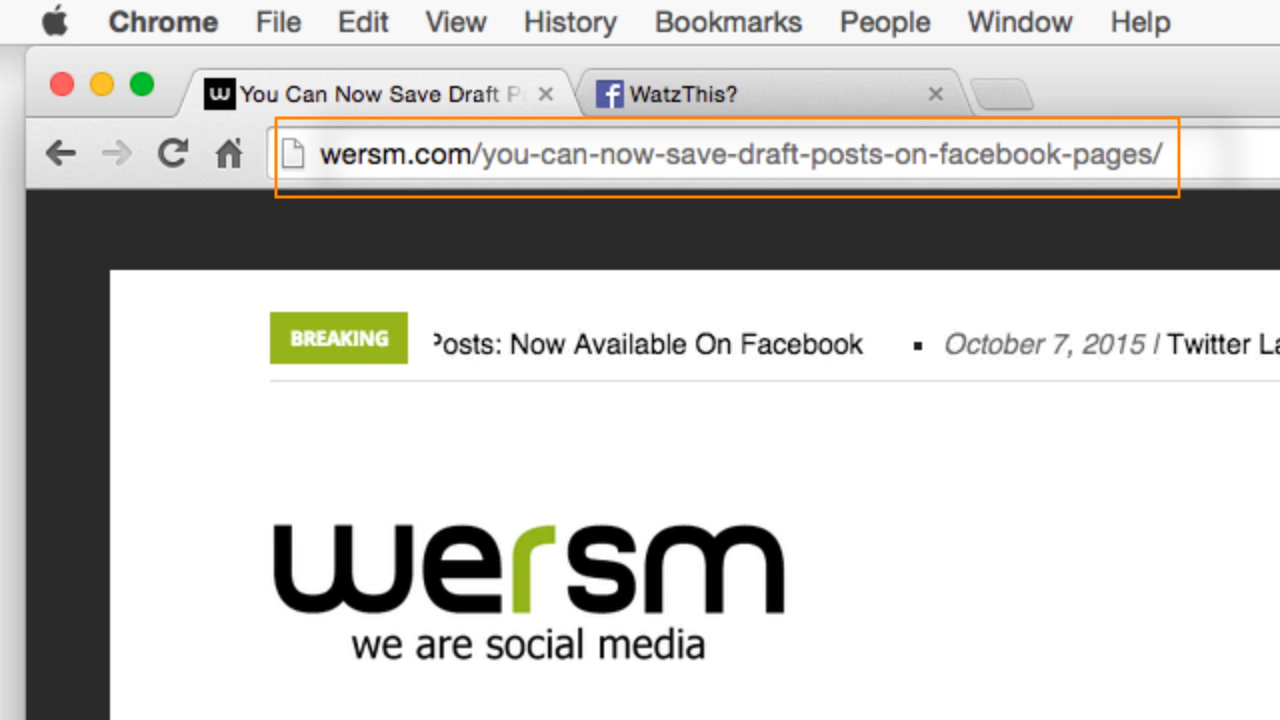 Chrome File Edit View History Bookmarks People Window Help
w You Can Now Save Draft f WatzThis?
wersm.com/you-can-now-save-draft-posts-on-facebook-pages/
BREAKING Posts: Now Available On Facebook ▪ October 7, 2015 / Twitter
wersm
we are social media